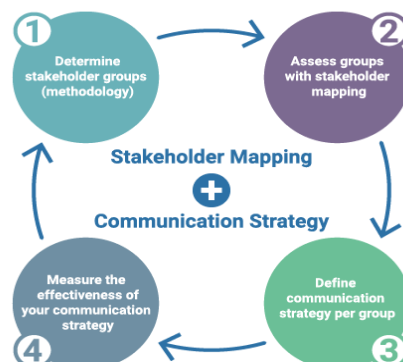 1
Determine
stakeholder groups
(methodology)
2
Assess groups
with stakeholder
mapping
Stakeholder Mapping
+
Communication Strategy
Measure the
effectiveness of
your communication
strategy
4
Define
communication
strategy per group
3